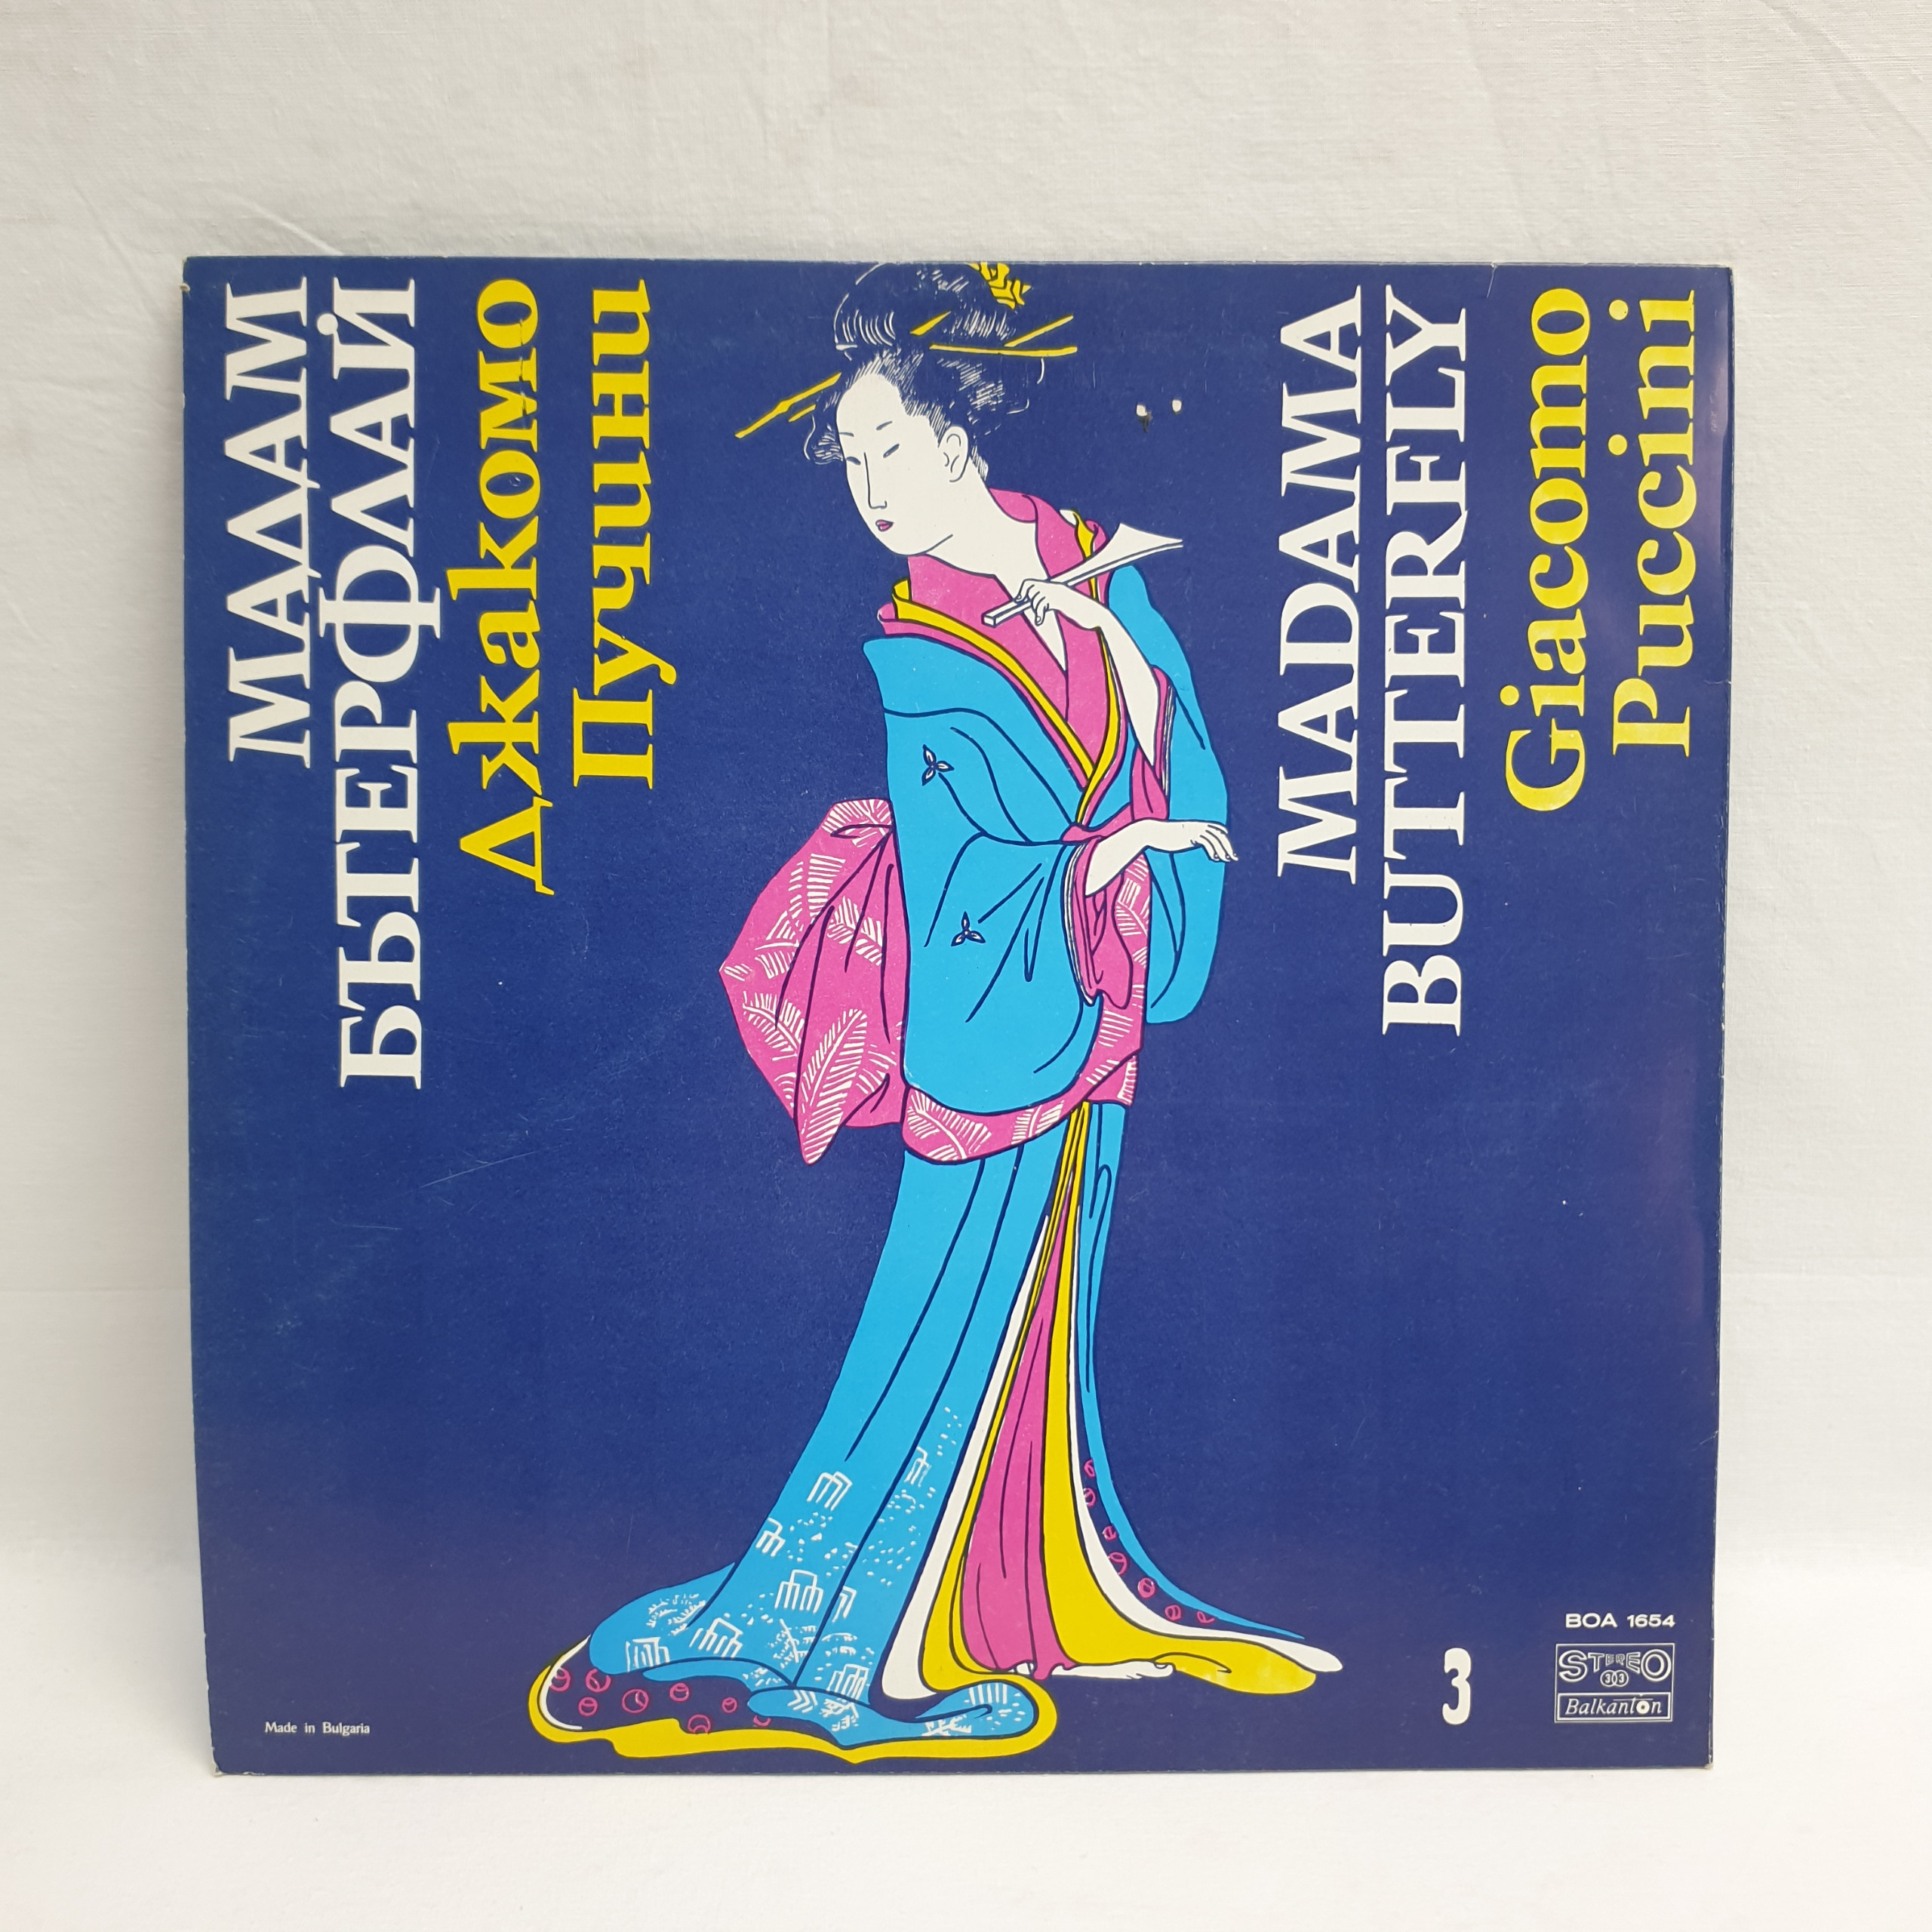 МАДАМ
БЪТЕРФЛАЙ
Джакомо
Пучини
MADAMA
BUTTERFLY
Giacomo
Puccini
Made in Bulgaria
3
BOA 1654
STEREO
33
Balkanton